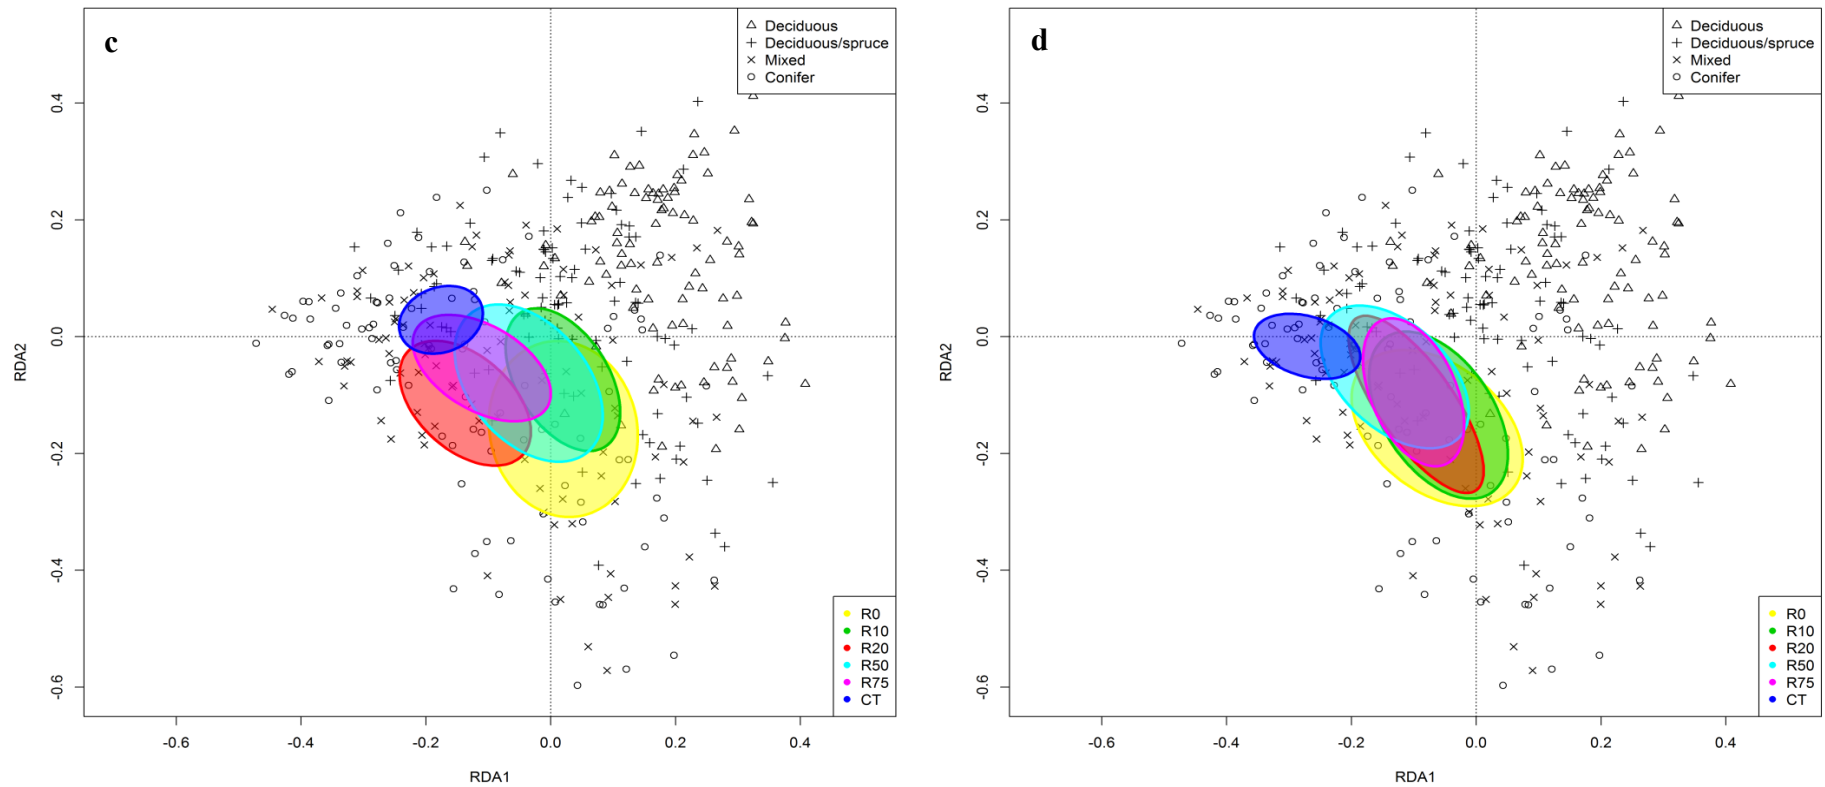 c
Deciduous
Deciduous/spruce
Mixed
Conifer
RDA2
0.4
0.2
0.0
-0.2
-0.4
-0.6
R0
R10
R20
R50
R75
CT
-0.6 -0.4 -0.2 0.0 0.2 0.4
RDA1
d
Deciduous
Deciduous/spruce
Mixed
Conifer
RDA2
0.4
0.2
0.0
-0.2
-0.4
-0.6
R0
R10
R20
R50
R75
CT
-0.6 -0.4 -0.2 0.0 0.2 0.4
RDA1